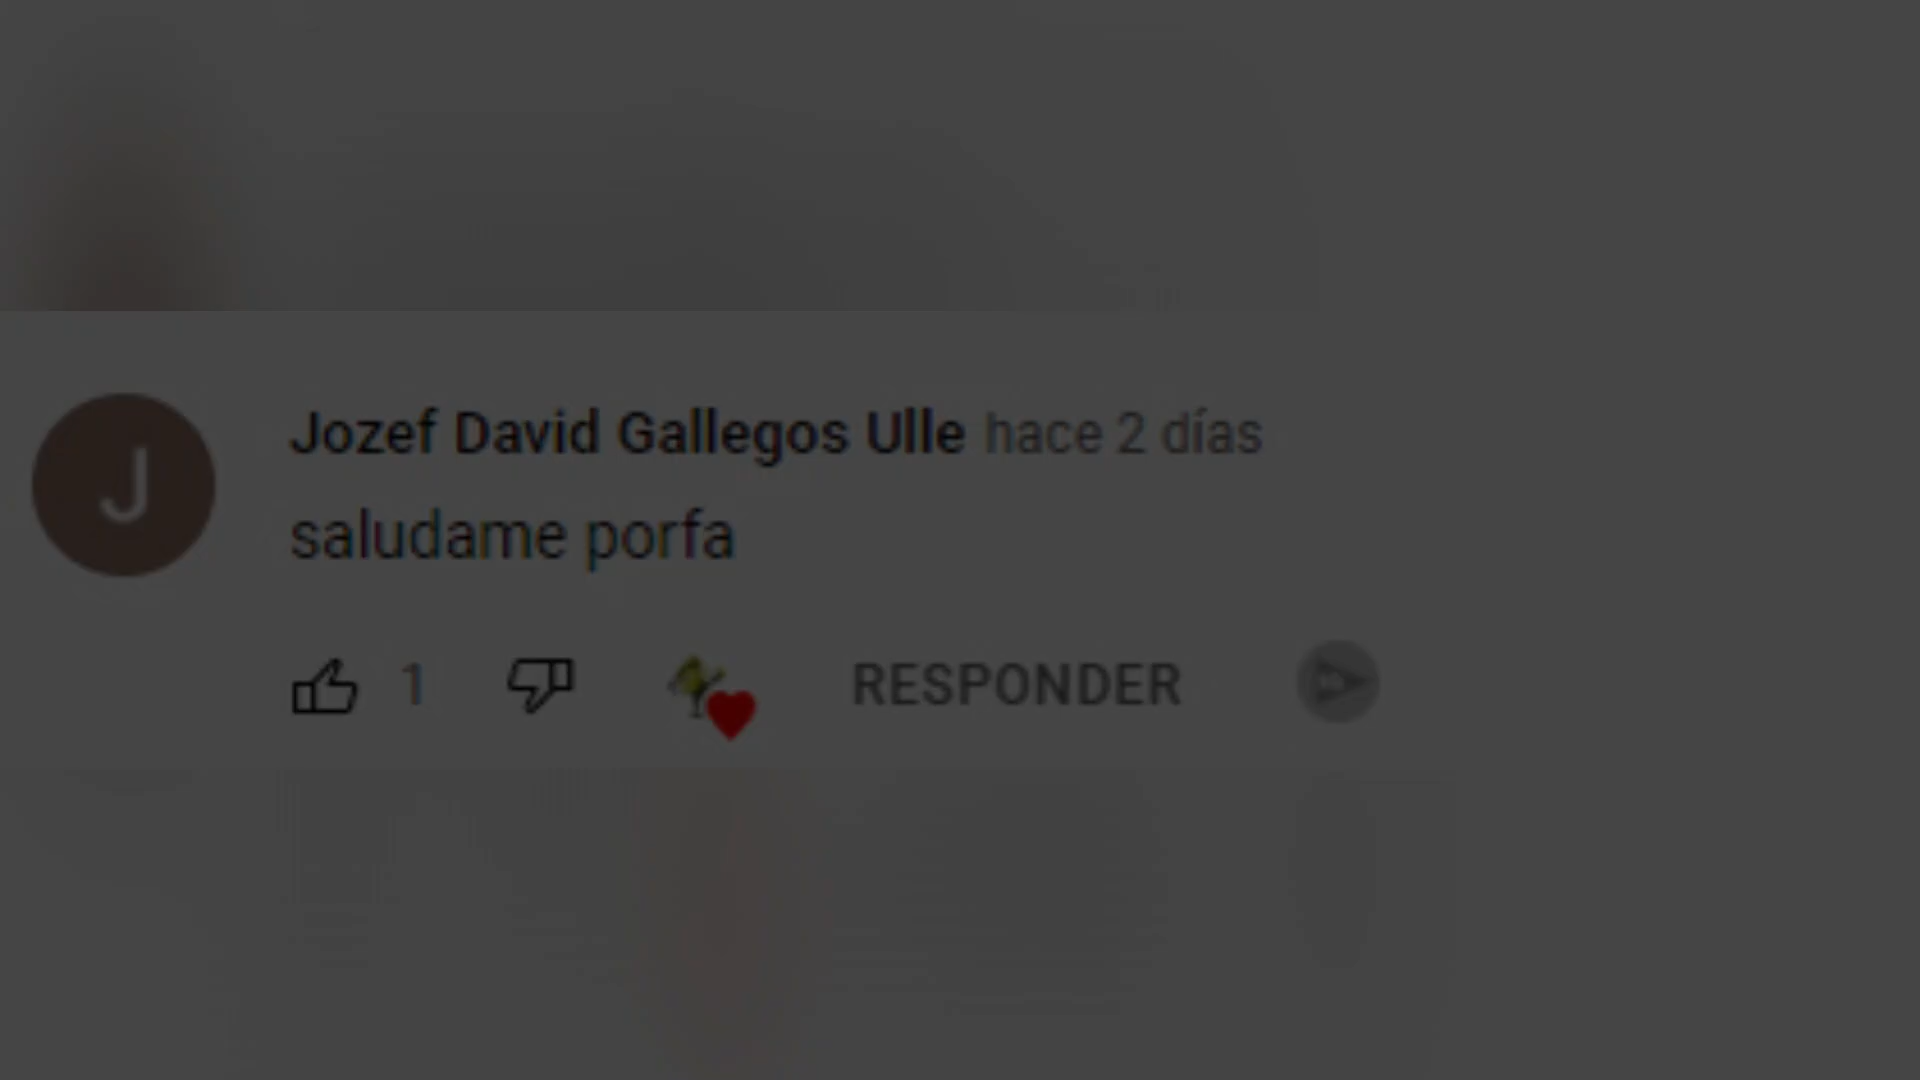 J
Jozef David Gallegos Ulle hace 2 días
saludame porfa
1 RESPONDER